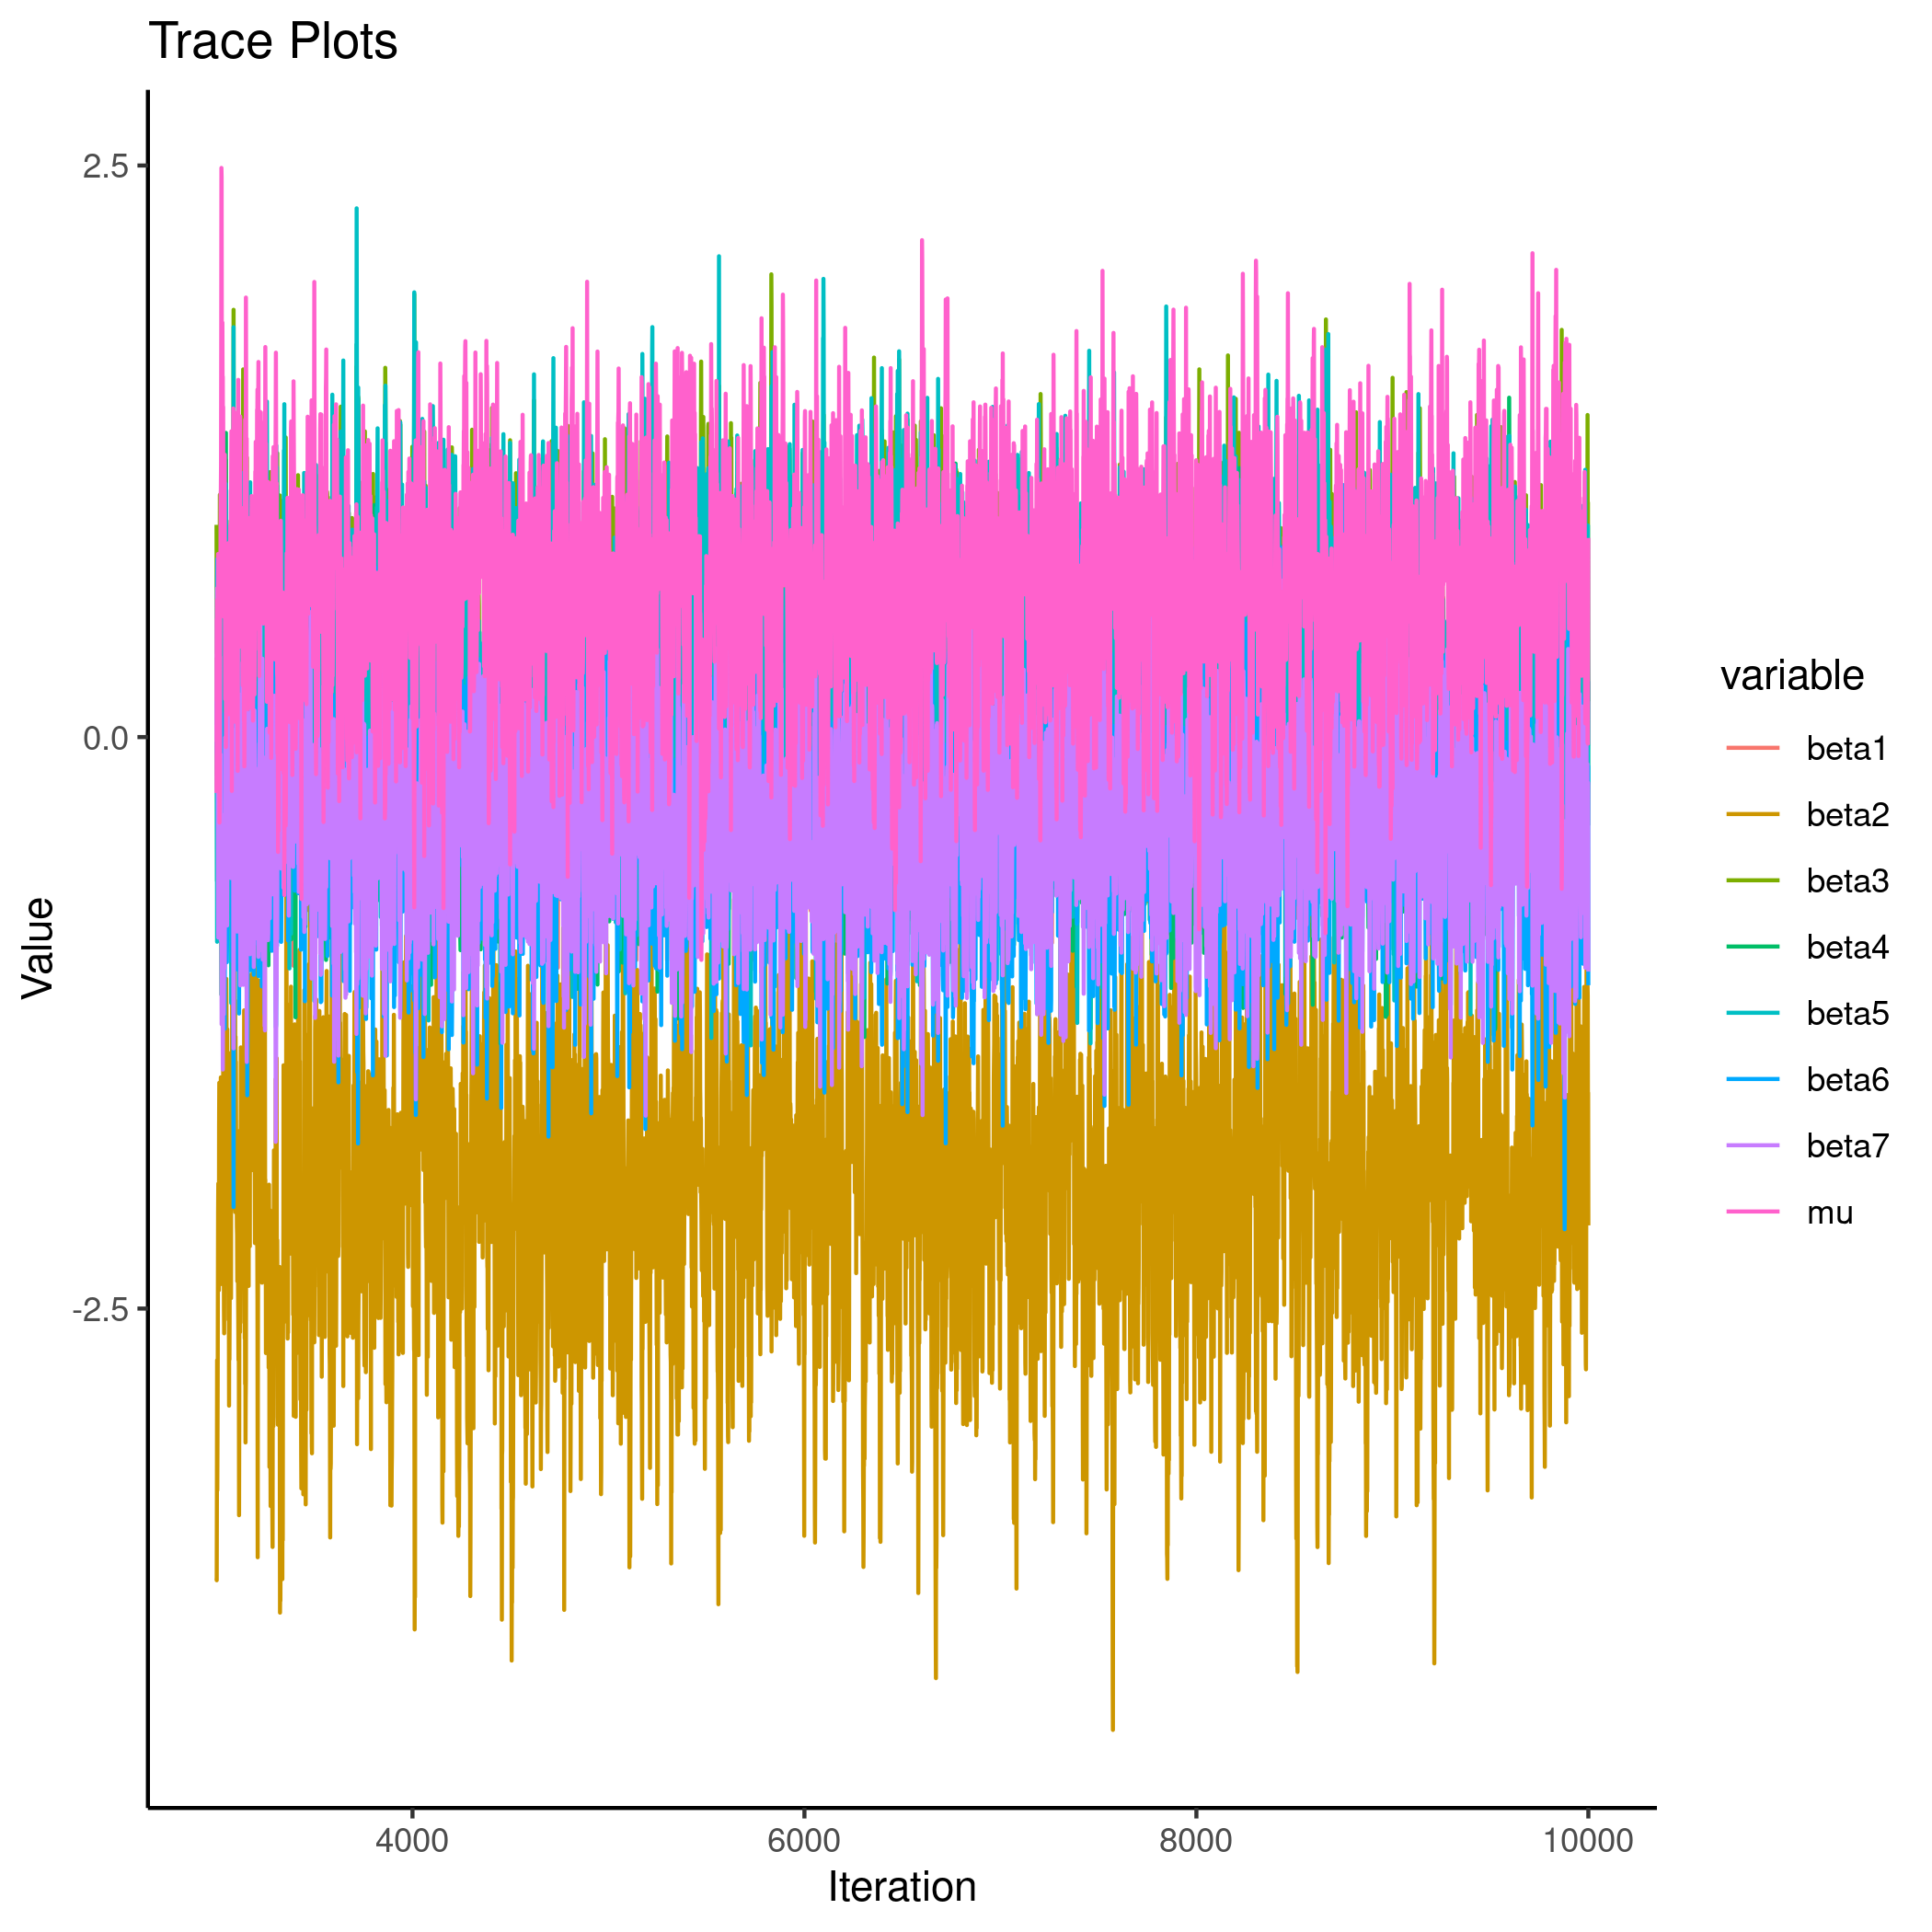 Trace Plots
2.5
0.0
-2.5
Value
4000
6000
8000
10000
Iteration
variable
beta1
beta2
beta3
beta4
beta5
beta6
beta7
mu